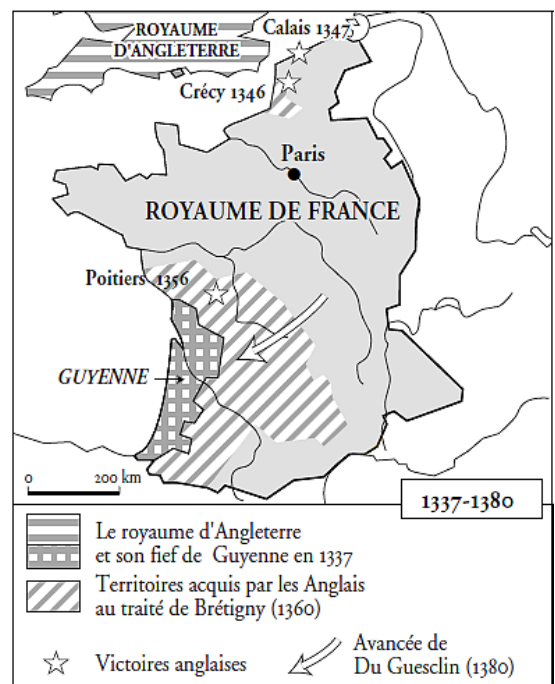 ROYAUME
D'ANGLETERRE
Calais 1347
Crécy 1346
Paris
ROYAUME DE FRANCE
Poitiers 1356
GUYENNE
0 200 km
1337-1380
Le royaume d'Angleterre
et son fief de Guyenne en 1337
Territoires acquis par les Anglais
au traité de Brétigny (1360)
Victoires anglaises
Avancée de
Du Guesclin (1380)